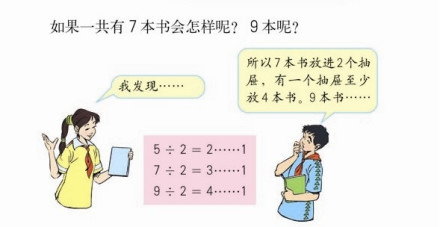 如果一共有7本书会怎样呢？9本呢？
我发现……
所以7本书放进2个抽
屉，有一个抽屉至少
放4本书。9本书……
5÷2=2……1
7÷2=3……1
9÷2=4……1